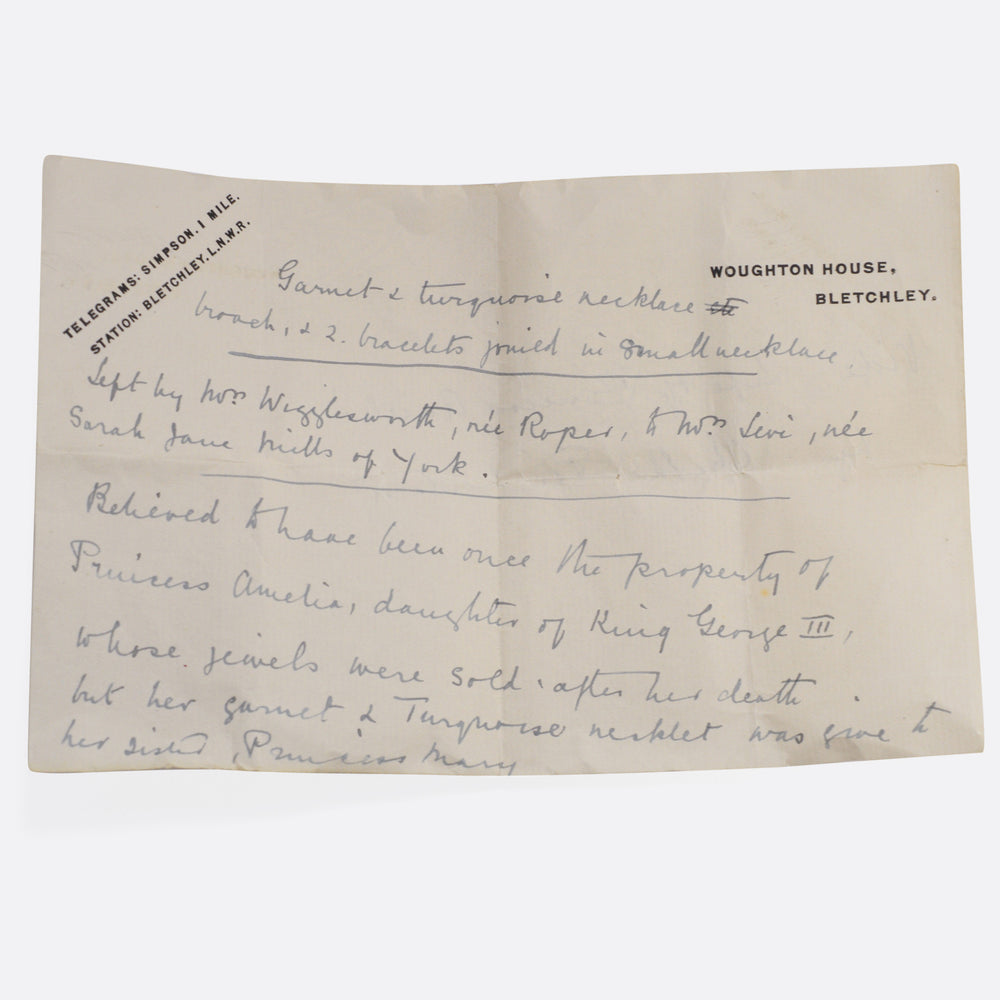 TELEGRAMS: SIMPSON. 1 MILE.
STATION: BLETCHLEY. L.N.W.R.
WOUGHTON HOUSE,
BLETCHLEY.
Garnet & turquoise necklace
broach, & 2. bracelets joined in small necklace,
Left by Mrs Wigglesworth, née Roper, to Mrs Levi, née
Sarah Jane Mills of York.
Believed to have been once the property of
Princess Amelia, daughter of King George III,
whose jewels were sold after her death
but her garnet & Turquoise necklet was give to
her sister, Princess Mary